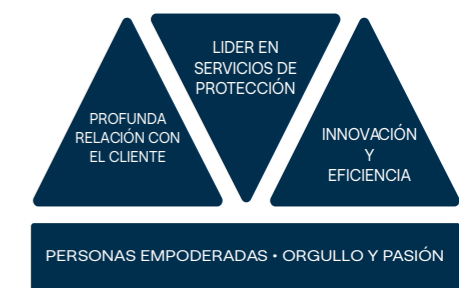 LIDER EN
SERVICIOS DE
PROTECCIÓN
PROFUNDA
RELACIÓN CON
EL CLIENTE
INNOVACIÓN
Y
EFICIENCIA
PERSONAS EMPODERADAS • ORGULLO Y PASIÓN